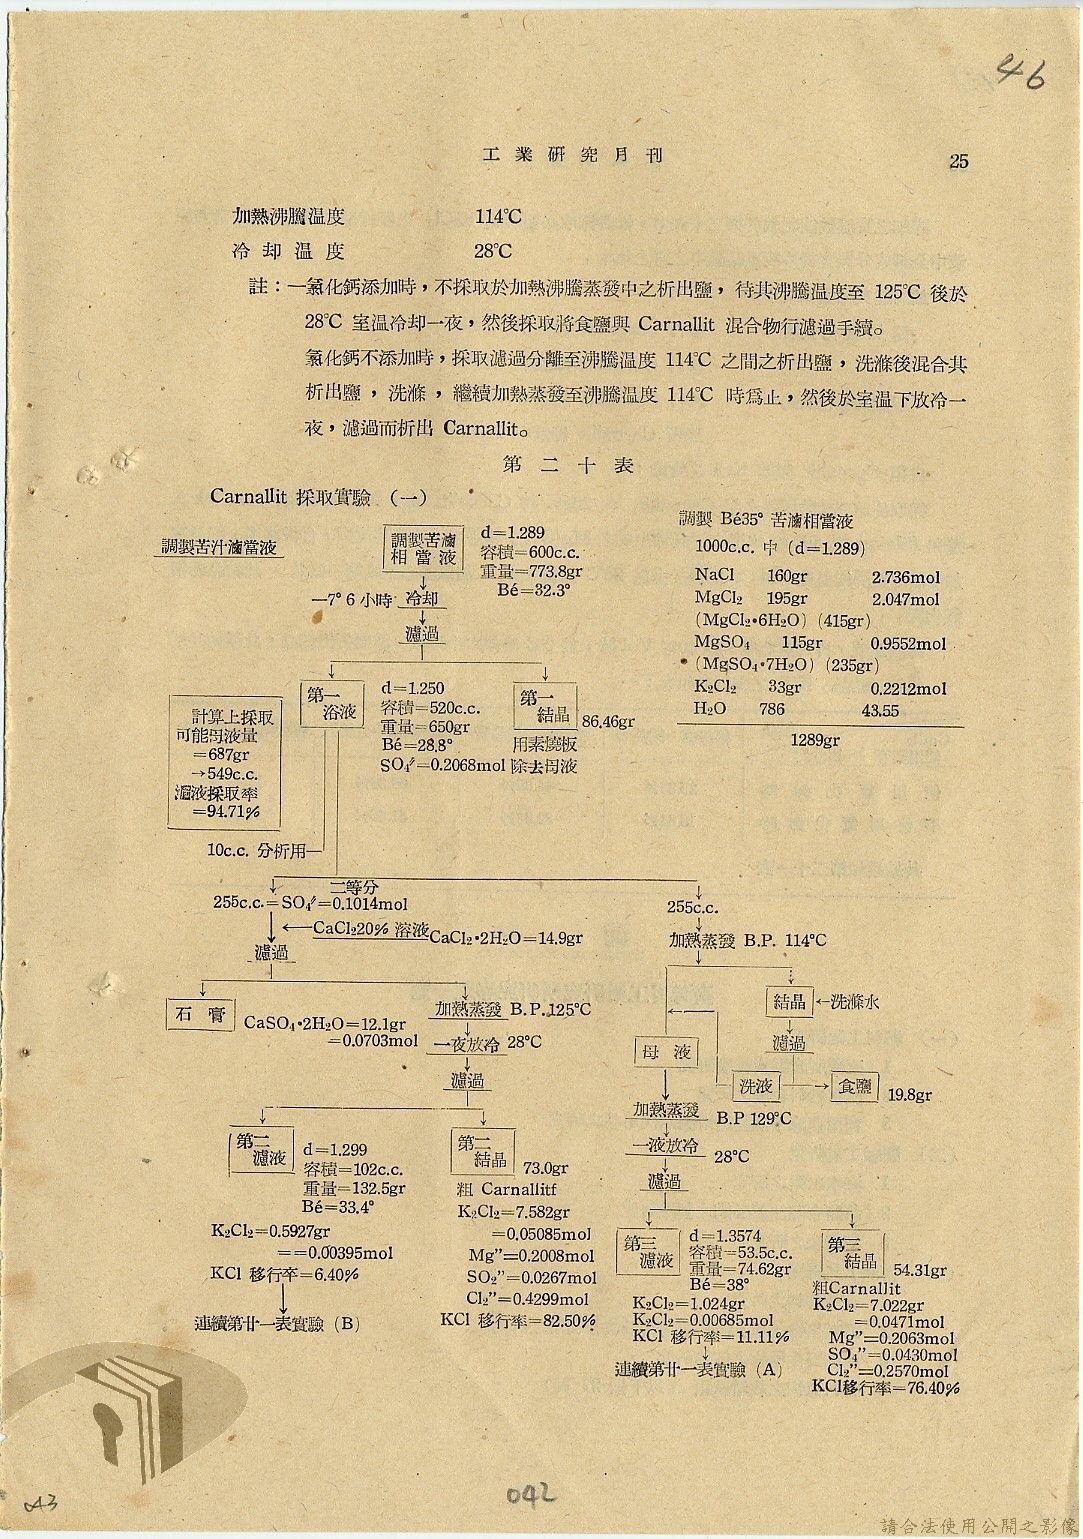 46
工業研究月刊
25
加熱沸騰温度 114℃
冷却温度 28℃
註：一氯化鈣添加時，不採取於加熱沸騰蒸發中之析出鹽，待其沸騰温度至 125℃ 後於
28℃ 室温冷却一夜，然後採取將食鹽與 Carnallit 混合物行濾過手續。
氯化鈣不添加時，採取濾過分離至沸騰温度 114℃ 之間之析出鹽，洗滌後混合其
析出鹽，洗滌，繼續加熱蒸發至沸騰温度 114℃ 時爲止，然後於室温下放冷一
夜，濾過而析出 Carnallit。
第二十表
Carnallit 採取實驗（一）
調製苦汁滷當液
調製苦滷
相當液
d=1.289
容積=600c.c.
重量=773.8gr
Bé=32.3°
—7° 6 小時 冷却
濾過
調製 Bé35° 苦滷相當液
1000c.c. 中 (d=1.289)
NaCl 160gr 2.736mol
MgCl₂ 195gr 2.047mol
(MgCl₂·6H₂O) (415gr)
MgSO₄ 115gr 0.9552mol
(MgSO₄·7H₂O) (235gr)
K₂Cl₂ 33gr 0.2212mol
H₂O 786 43.55
1289gr
計算上採取
可能母液量
=687gr
→549c.c.
濾液採取率
=94.71%
第一
浴液
d=1.250
容積=520c.c.
重量=650gr
Bé=28.8°
SO₄″=0.2068mol
第一
結晶
86.46gr
用素燒板
除去母液
10c.c. 分析用
二等分
255c.c.=SO₄″=0.1014mol
CaCl₂20% 溶液
CaCl₂·2H₂O=14.9gr
濾過
石膏
CaSO₄·2H₂O=12.1gr
=0.0703mol
加熱蒸發 B.P. 125℃
一夜放冷 28℃
濾過
第二
濾液
d=1.299
容積=102c.c.
重量=132.5gr
Bé=33.4°
K₂Cl₂=0.5927gr
==0.00395mol
KCl 移行卒=6.40%
連續第廿一表實驗 (B)
第二
結晶
73.0gr
粗 Carnallitf
K₂Cl₂=7.582gr
=0.05085mol
Mg″=0.2008mol
SO₂″=0.0267mol
Cl₂″=0.4299mol
KCl 移行率=82.50%
255c.c.
加熱蒸發 B.P. 114℃
結晶
洗滌水
濾過
母液
洗液
食鹽
19.8gr
加熱蒸發 B.P 129℃
一液放冷 28℃
濾過
第三
濾液
d=1.3574
容積=53.5c.c.
重量=74.62gr
Bé=38°
K₂Cl₂=1.024gr
K₂Cl₂=0.00685mol
KCl 移行率=11.11%
連續第廿一表實驗 (A)
第三
結晶
54.31gr
粗Carnallit
K₂Cl₂=7.022gr
=0.0471mol
Mg″=0.2063mol
SO₄″=0.0430mol
Cl₂″=0.2570mol
KCl移行率=76.40%
043
042
請合法使用公開之影像